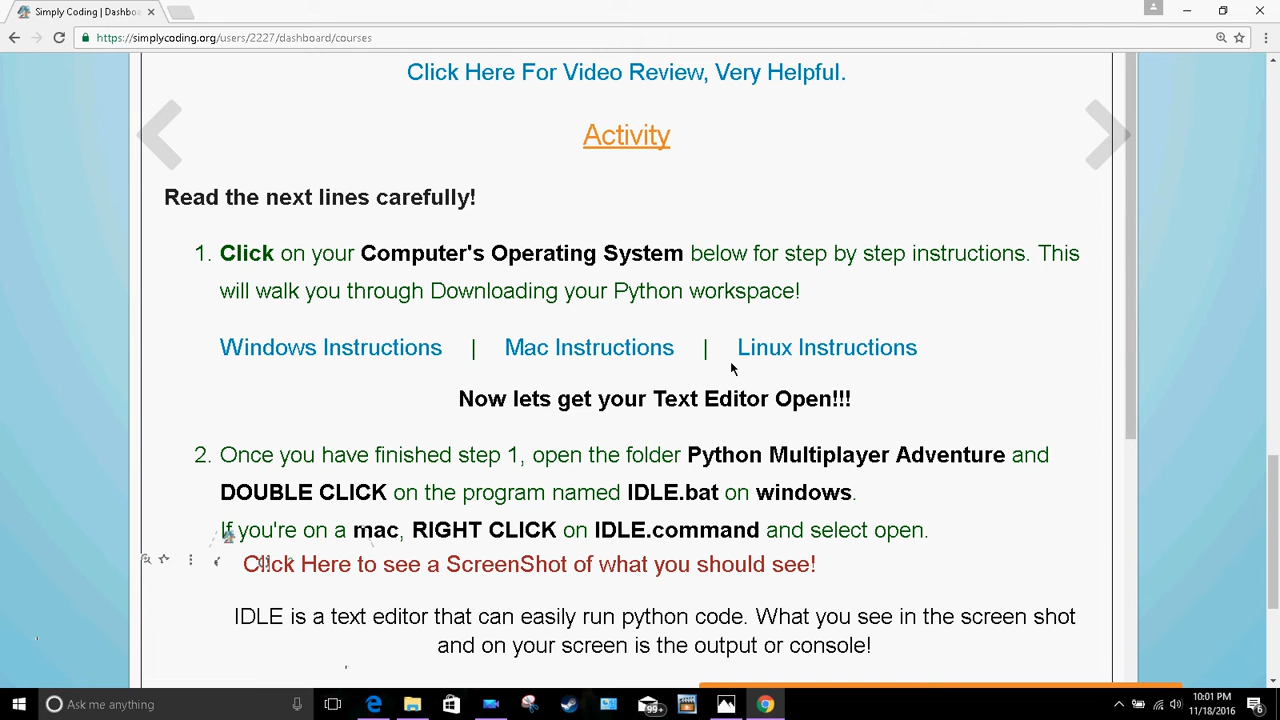 Simply Coding | Dashbo
https://simplycoding.org/users/2227/dashboard/courses
Click Here For Video Review, Very Helpful.
Activity
Read the next lines carefully!
1. Click on your Computer's Operating System below for step by step instructions. This
will walk you through Downloading your Python workspace!
Windows Instructions | Mac Instructions | Linux Instructions
Now lets get your Text Editor Open!!!
2. Once you have finished step 1, open the folder Python Multiplayer Adventure and
DOUBLE CLICK on the program named IDLE.bat on windows.
If you're on a mac, RIGHT CLICK on IDLE.command and select open.
Click Here to see a ScreenShot of what you should see!
IDLE is a text editor that can easily run python code. What you see in the screen shot
and on your screen is the output or console!
Ask me anything
99+
10:01 PM
11/18/2016
6